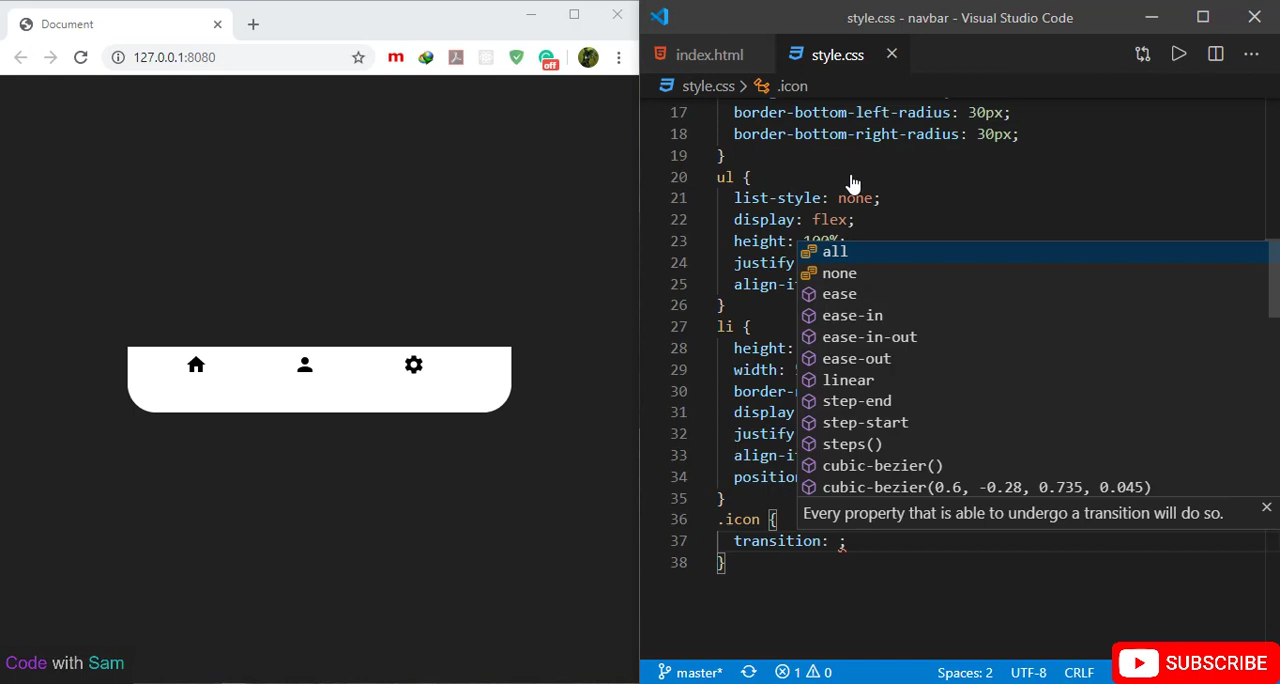 Document
127.0.0.1:8080
m
off
Code with Sam
style.css - navbar - Visual Studio Code
index.html
style.css
style.css > .icon
17 border-bottom-left-radius: 30px;
18 border-bottom-right-radius: 30px;
19 }
20 ul {
21 list-style: none;
22 display: flex;
23 height: 100%;
24 justify
25 align-i
26 }
27 li {
28 height:
29 width:
30 border-
31 display
32 justify
33 align-i
34 position
35 }
36 .icon {
37 transition: ;
38 }
all
none
ease
ease-in
ease-in-out
ease-out
linear
step-end
step-start
steps()
cubic-bezier()
cubic-bezier(0.6, -0.28, 0.735, 0.045)
Every property that is able to undergo a transition will do so.
master* 1 0 Spaces: 2 UTF-8 CRLF
SUBSCRIBE